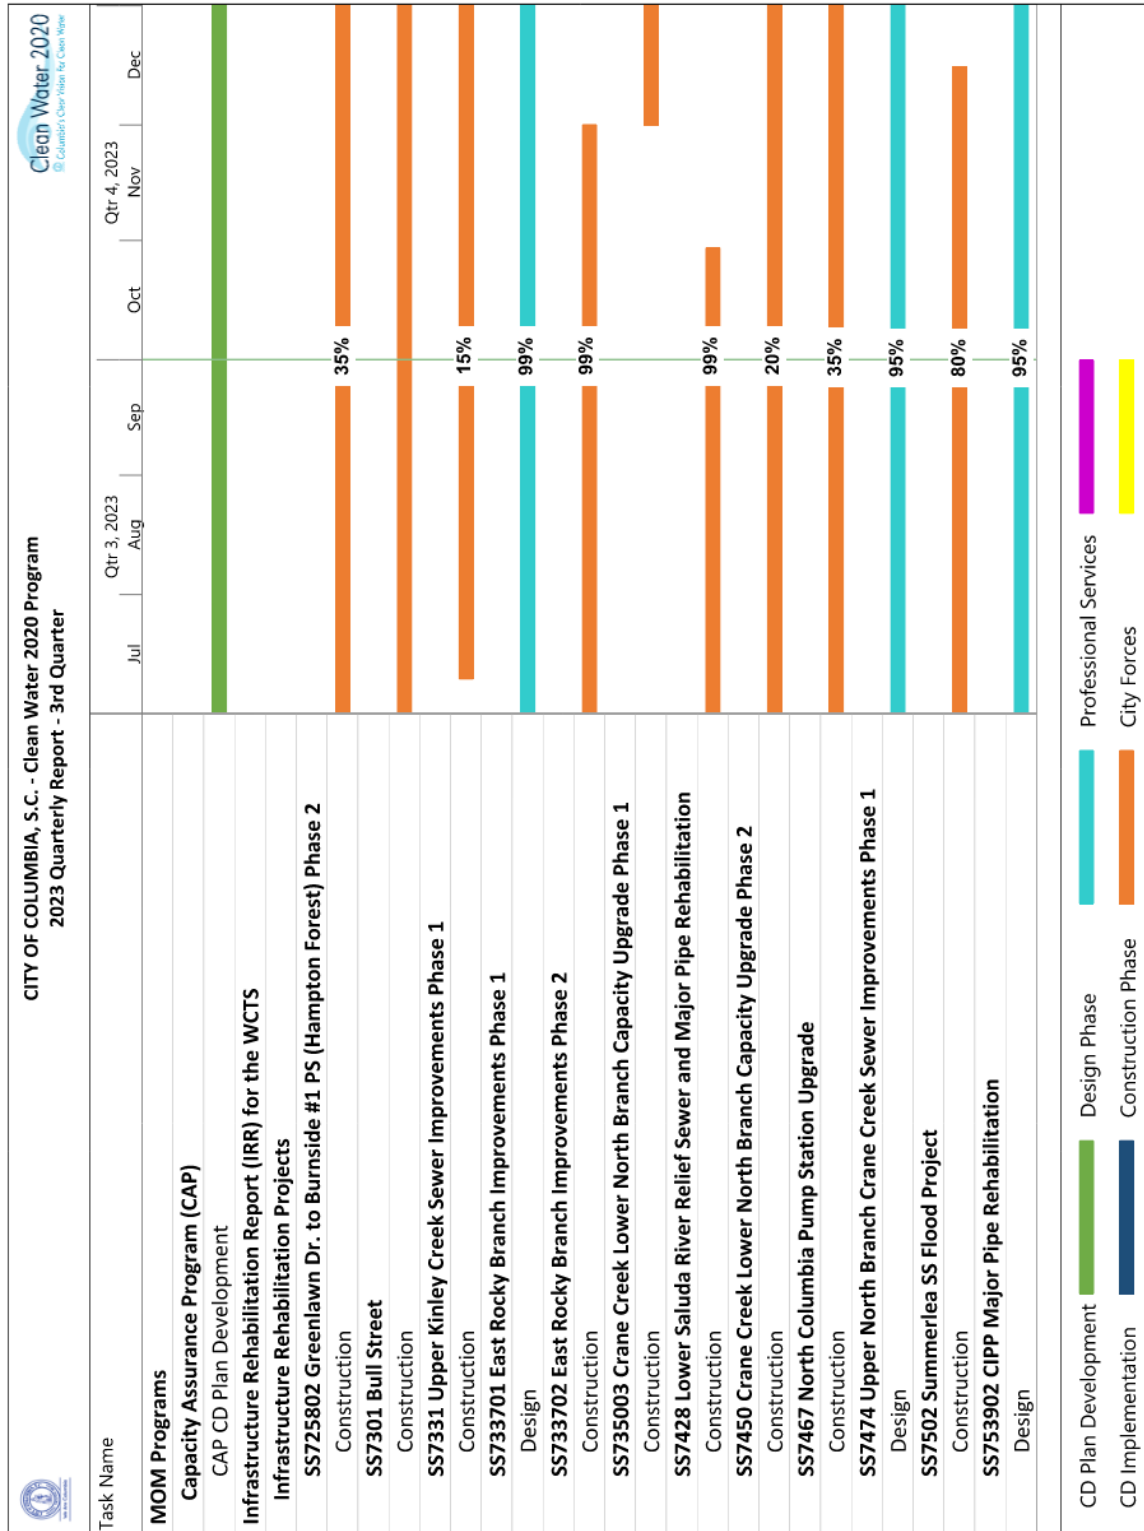 CITY OF COLUMBIA, S.C. - Clean Water 2020 Program
2023 Quarterly Report - 3rd Quarter
Clean Water 2020
Columbia's Clear Vision For Clean Water
Task Name
Qtr 3, 2023
Qtr 4, 2023
Jul
Aug
Sep
Oct
Nov
Dec
MOM Programs
Capacity Assurance Program (CAP)
CAP CD Plan Development
Infrastructure Rehabilitation Report (IRR) for the WCTS
Infrastructure Rehabilitation Projects
SS725802 Greenlawn Dr. to Burnside #1 PS (Hampton Forest) Phase 2
Construction
35%
SS7301 Bull Street
Construction
SS7331 Upper Kinley Creek Sewer Improvements Phase 1
Construction
15%
SS733701 East Rocky Branch Improvements Phase 1
Design
99%
SS733702 East Rocky Branch Improvements Phase 2
Construction
99%
SS735003 Crane Creek Lower North Branch Capacity Upgrade Phase 1
Construction
SS7428 Lower Saluda River Relief Sewer and Major Pipe Rehabilitation
Construction
99%
SS7450 Crane Creek Lower North Branch Capacity Upgrade Phase 2
Construction
20%
SS7467 North Columbia Pump Station Upgrade
Construction
35%
SS7474 Upper North Branch Crane Creek Sewer Improvements Phase 1
Design
95%
SS7502 Summerlea SS Flood Project
Construction
80%
SS753902 CIPP Major Pipe Rehabilitation
Design
95%
CD Plan Development
Design Phase
Professional Services
CD Implementation
Construction Phase
City Forces